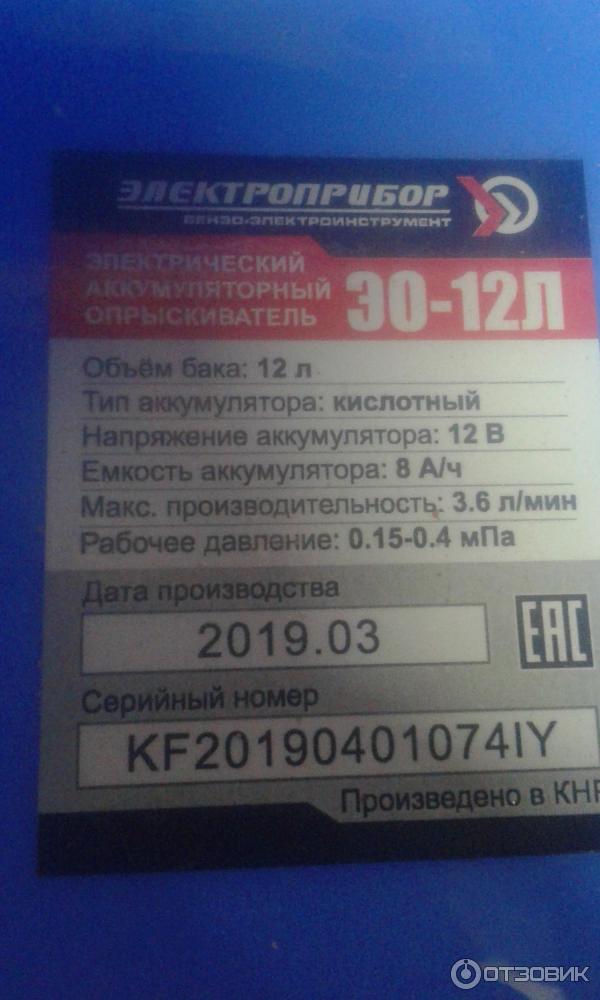 ЭЛЕКТРОПРИБОР
БЕНЗО-ЭЛЕКТРОИНСТРУМЕНТ
ЭЛЕКТРИЧЕСКИЙ
АККУМУЛЯТОРНЫЙ
ОПРЫСКИВАТЕЛЬ
ЭО-12Л
Объём бака: 12 л
Тип аккумулятора: кислотный
Напряжение аккумулятора: 12 В
Емкость аккумулятора: 8 А/ч
Макс. производительность: 3.6 л/мин
Рабочее давление: 0.15-0.4 мПа
Дата производства
2019.03
EAC
Серийный номер
KF20190401074IY
Произведено в КНР
ОТЗОВИК